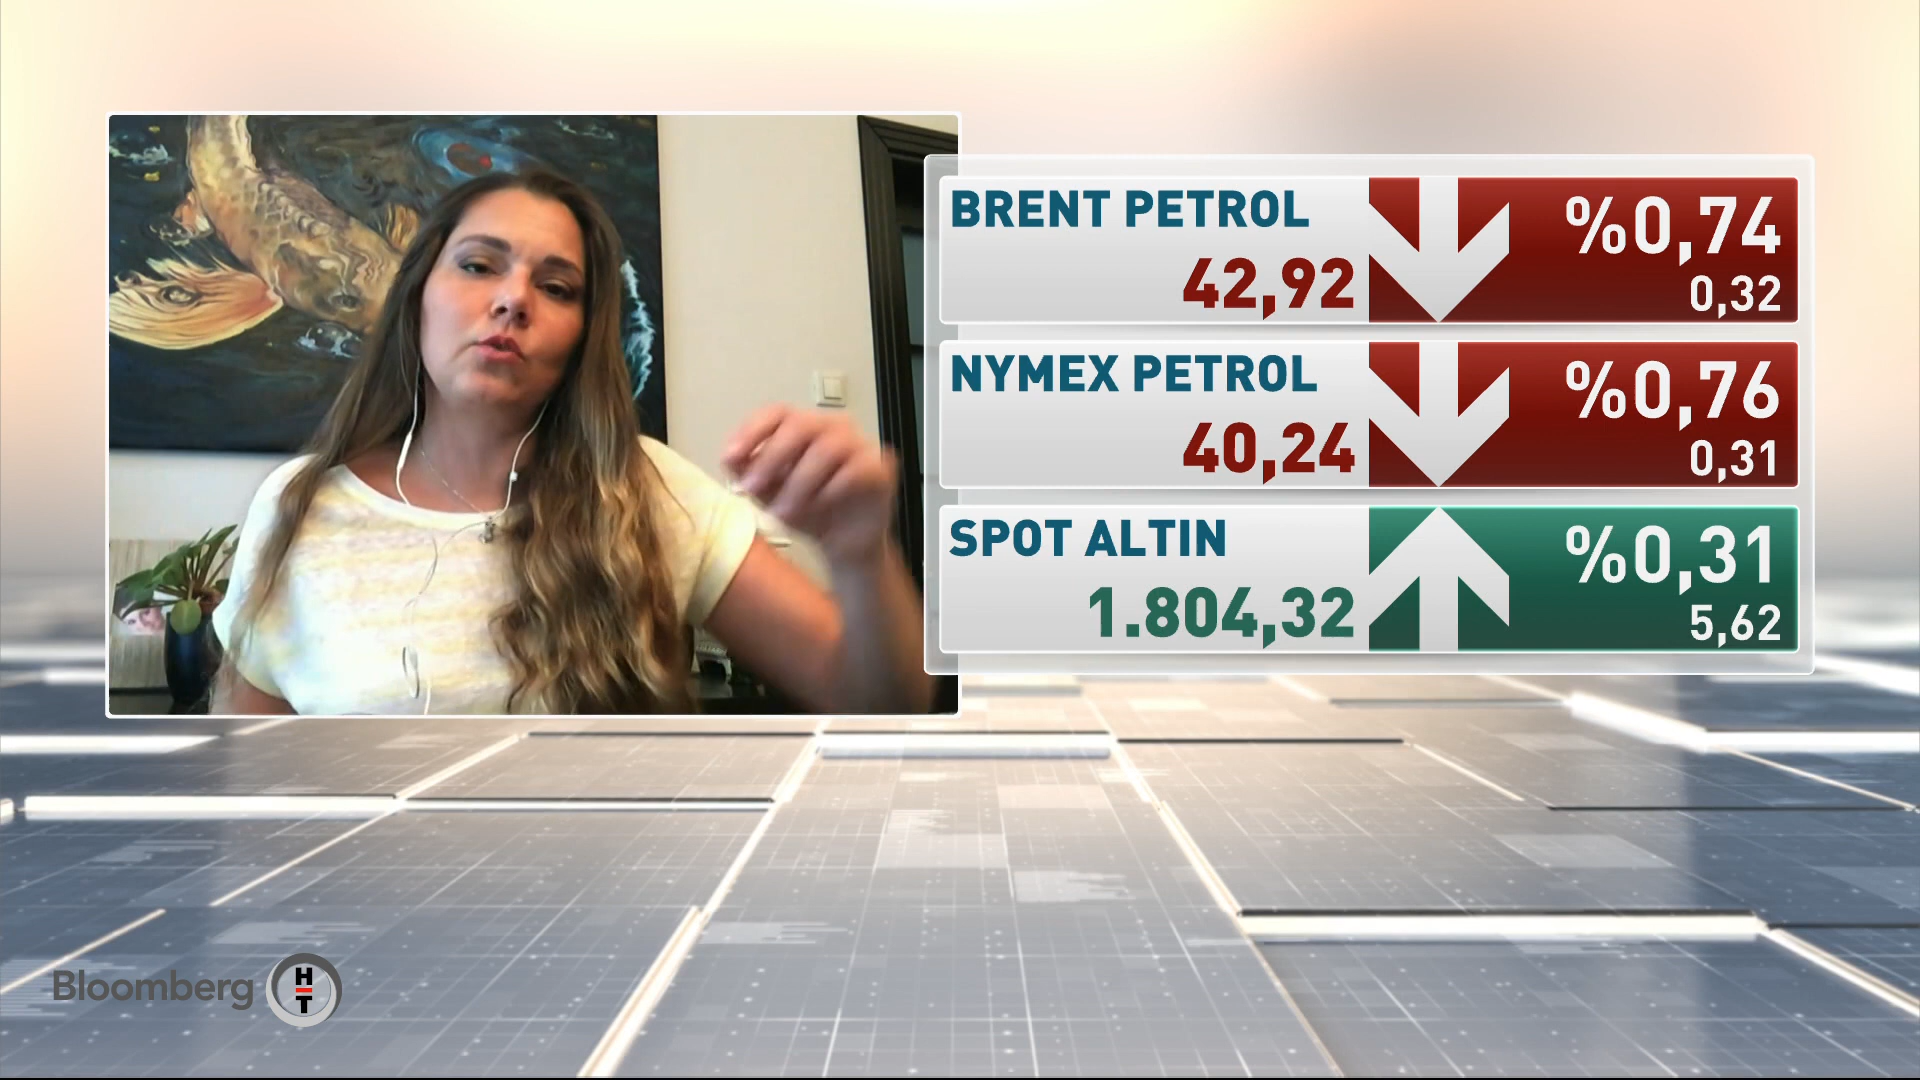 BRENT PETROL
42,92
%0,74
0,32
NYMEX PETROL
40,24
%0,76
0,31
SPOT ALTIN
1.804,32
%0,31
5,62
Bloomberg HT